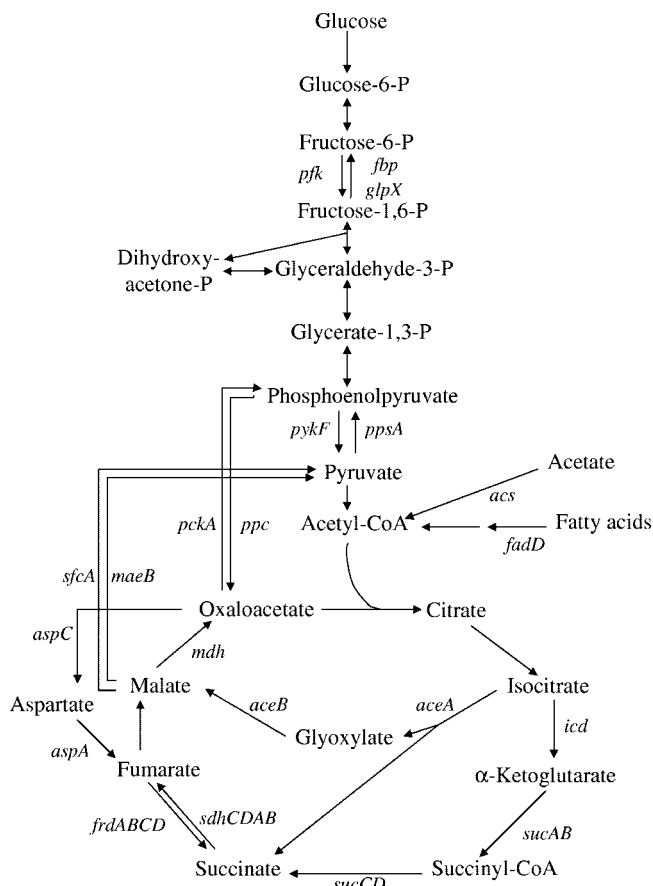 Glucose
Glucose-6-P
Fructose-6-P
pfk
fbp
glpX
Fructose-1,6-P
Dihydroxy-
acetone-P
Glyceraldehyde-3-P
Glycerate-1,3-P
Phosphoenolpyruvate
pykF
ppsA
Pyruvate
Acetate
acs
Acetyl-CoA
Fatty acids
fadD
pckA
ppc
sfcA
maeB
Oxaloacetate
Citrate
aspC
mdh
Malate
Isocitrate
Aspartate
aceB
aceA
Glyoxylate
icd
aspA
Fumarate
α-Ketoglutarate
frdABCD
sdhCDAB
sucAB
Succinate
Succinyl-CoA
sucCD